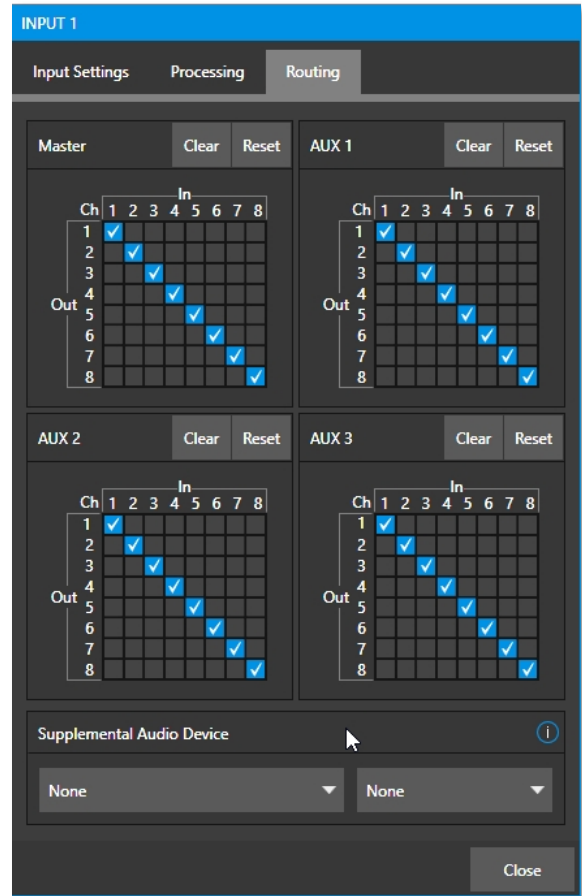 INPUT 1
Input Settings Processing Routing
Master Clear Reset
In
Ch 1 2 3 4 5 6 7 8
1
2
3
Out 4
5
6
7
8
AUX 1 Clear Reset
In
Ch 1 2 3 4 5 6 7 8
1
2
3
Out 4
5
6
7
8
AUX 2 Clear Reset
In
Ch 1 2 3 4 5 6 7 8
1
2
3
Out 4
5
6
7
8
AUX 3 Clear Reset
In
Ch 1 2 3 4 5 6 7 8
1
2
3
Out 4
5
6
7
8
Supplemental Audio Device i
None None
Close